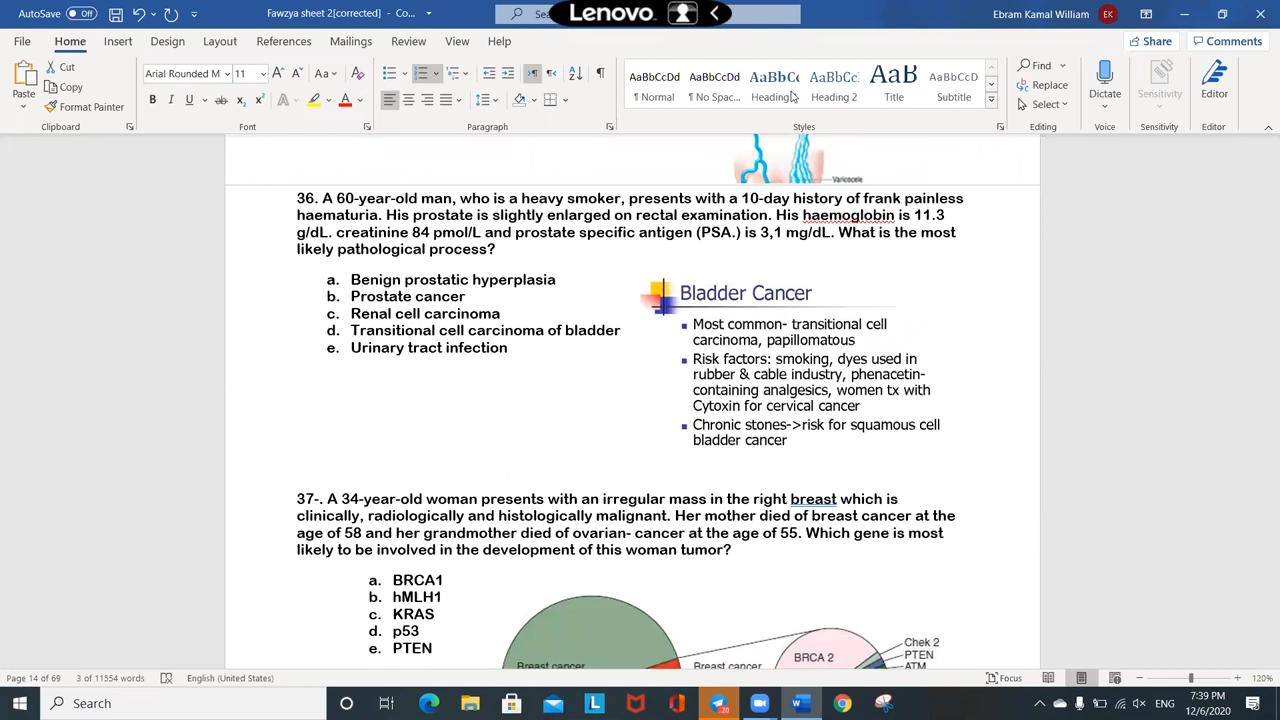 AutoSave Off Fawzya sheet 2[corrected] Lenovo Ebram Kamal William EK
File Home Insert Design Layout References Mailings Review View Help Share Comments
Paste Cut Copy Format Painter
Arial Rounded M 11
AaBbCcDd AaBbCcDd AaBbCc AaBbCc AaB AaBbCcD
¶ Normal ¶ No Spac... Heading Heading 2 Title Subtitle
Find Replace Select Dictate Sensitivity Editor
Clipboard Font Paragraph Styles Editing Voice Sensitivity Editor
Varicocele
36. A 60-year-old man, who is a heavy smoker, presents with a 10-day history of frank painless
haematuria. His prostate is slightly enlarged on rectal examination. His haemoglobin is 11.3
g/dL. creatinine 84 pmol/L and prostate specific antigen (PSA.) is 3,1 mg/dL. What is the most
likely pathological process?
a. Benign prostatic hyperplasia
b. Prostate cancer
c. Renal cell carcinoma
d. Transitional cell carcinoma of bladder
e. Urinary tract infection
Bladder Cancer
Most common- transitional cell
carcinoma, papillomatous
Risk factors: smoking, dyes used in
rubber & cable industry, phenacetin-
containing analgesics, women tx with
Cytoxin for cervical cancer
Chronic stones->risk for squamous cell
bladder cancer
37-. A 34-year-old woman presents with an irregular mass in the right breast which is
clinically, radiologically and histologically malignant. Her mother died of breast cancer at the
age of 58 and her grandmother died of ovarian- cancer at the age of 55. Which gene is most
likely to be involved in the development of this woman tumor?
a. BRCA1
b. hMLH1
c. KRAS
d. p53
e. PTEN
Breast cancer Breast cancer BRCA 2
Chek 2
PTEN
ATM
Page 14 of 69 3 of 11554 words English (United States) Focus 120%
Search
7:39 PM
12/6/2020